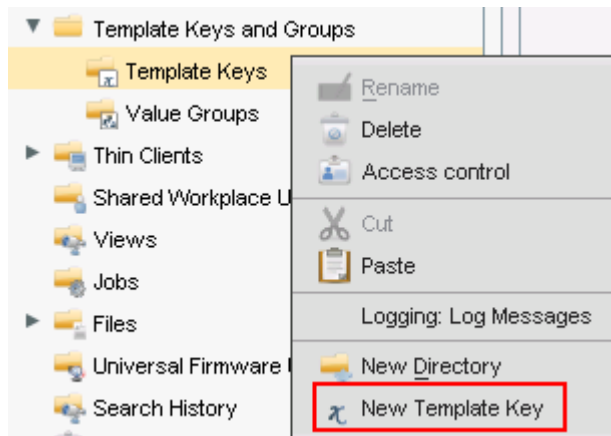 Template Keys and Groups
Template Keys
Value Groups
Thin Clients
Shared Workplace U
Views
Jobs
Files
Universal Firmware
Search History
Rename
Delete
Access control
Cut
Paste
Logging: Log Messages
New Directory
New Template Key